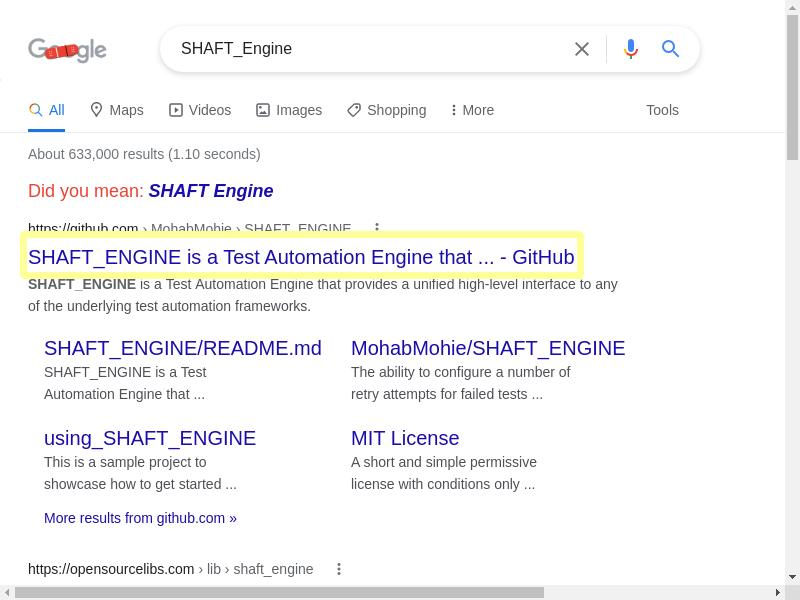 Google
SHAFT_Engine
All Maps Videos Images Shopping More Tools
About 633,000 results (1.10 seconds)
Did you mean: SHAFT Engine
https://github.com › MohabMohie › SHAFT_ENGINE
SHAFT_ENGINE is a Test Automation Engine that ... - GitHub
SHAFT_ENGINE is a Test Automation Engine that provides a unified high-level interface to any
of the underlying test automation frameworks.
SHAFT_ENGINE/README.md
SHAFT_ENGINE is a Test
Automation Engine that ...
MohabMohie/SHAFT_ENGINE
The ability to configure a number of
retry attempts for failed tests ...
using_SHAFT_ENGINE
This is a sample project to
showcase how to get started ...
MIT License
A short and simple permissive
license with conditions only ...
More results from github.com »
https://opensourcelibs.com › lib › shaft_engine